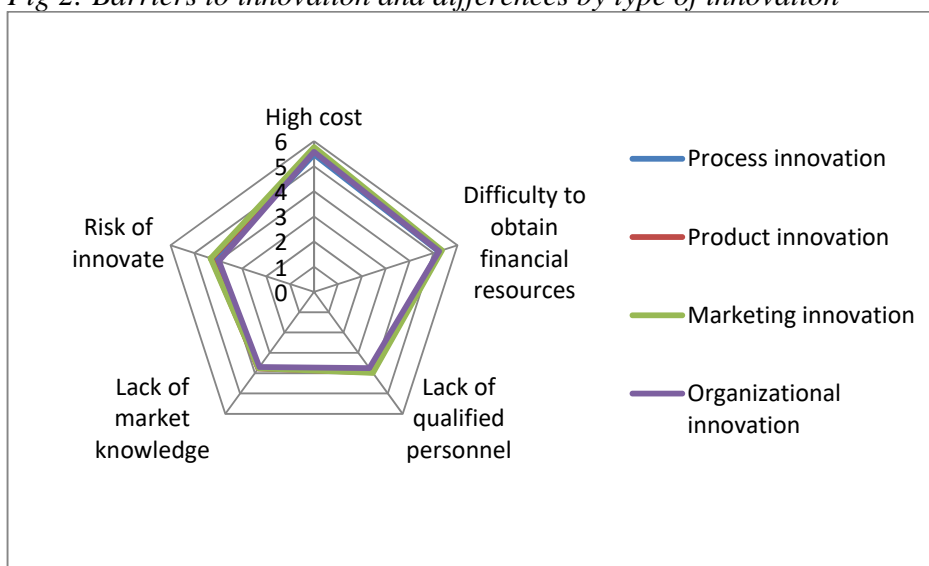 Fig 2: Barriers to innovation and differences by type of innovation
High cost
6
5
4
3
2
1
0
Difficulty to
obtain
financial
resources
Lack of
qualified
personnel
Lack of
market
knowledge
Risk of
innovate
Process innovation
Product innovation
Marketing innovation
Organizational
innovation